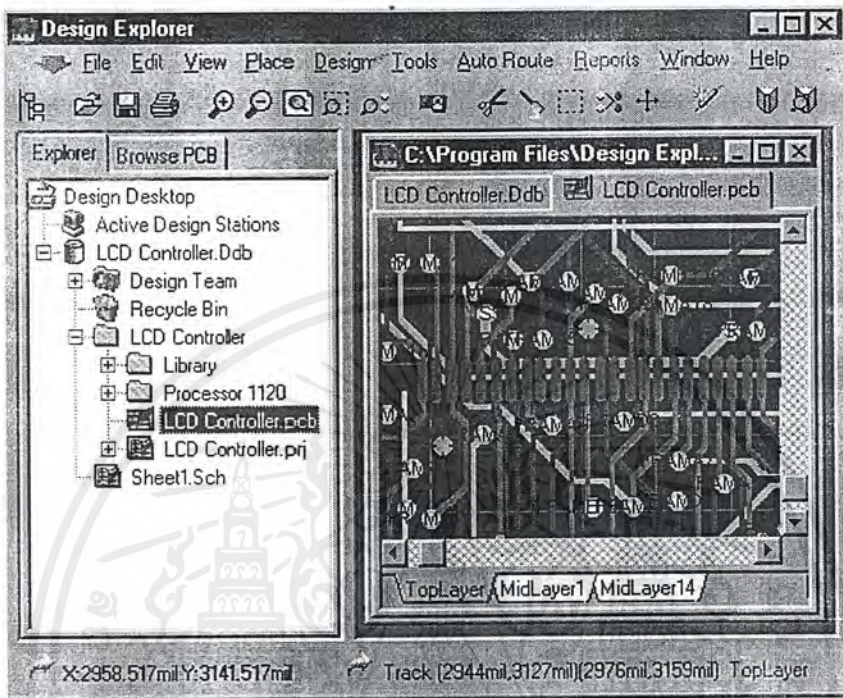 Design Explorer
File Edit View Place Design Tools Auto Route Reports Window Help
Explorer Browse PCB
Design Desktop
Active Design Stations
LCD Controller.Ddb
Design Team
Recycle Bin
LCD Controller
Library
Processor 1120
LCD Controller.pcb
LCD Controller.prj
Sheet1.Sch
C:\Program Files\Design Expl...
LCD Controller.Ddb LCD Controller.pcb
TopLayer MidLayer1 MidLayer14
X:2958.517mil Y:3141.517mil Track (2944mil,3127mil)(2976mil,3159mil) TopLayer